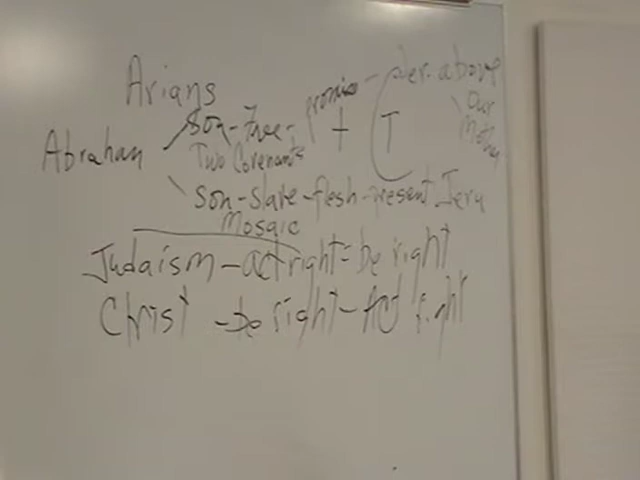 Arians
Son-Free-promise-Jer. above
Our Mother
Abraham
Two Covenants
+ T
Son-slave-flesh-present Jeru
Mosaic
Judaism-act right=be right
Christ-be right-Act right